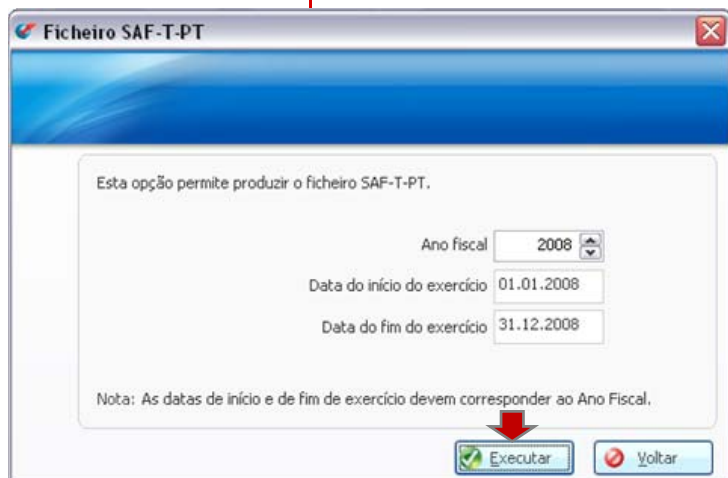 Ficheiro SAF-T-PT
Esta opção permite produzir o ficheiro SAF-T-PT.
Ano fiscal 2008
Data do início do exercício 01.01.2008
Data do fim do exercício 31.12.2008
Nota: As datas de início e de fim de exercício devem corresponder ao Ano Fiscal.
Executar Voltar